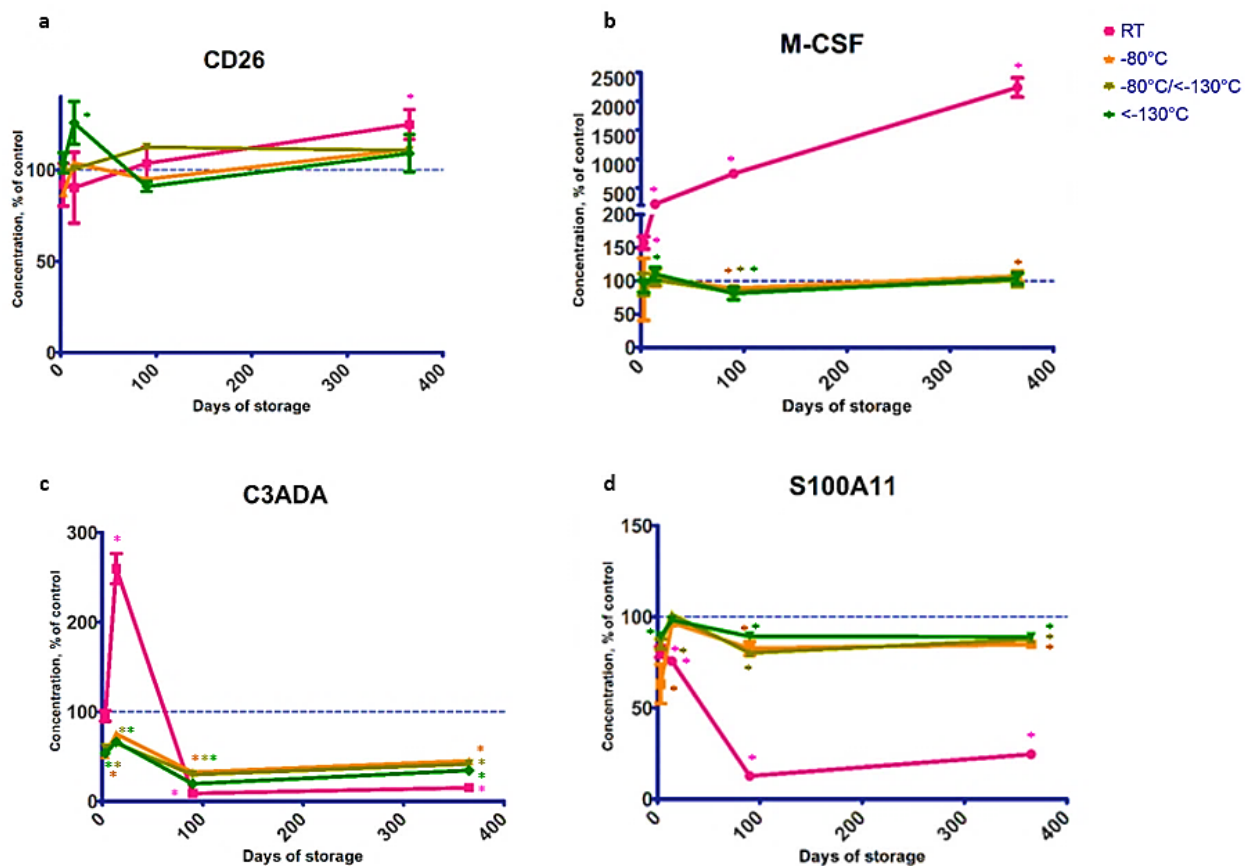 a
CD26
Concentration, % of control
100
50
0
0
100
200
300
400
Days of storage
b
M-CSF
Concentration, % of control
2500
2000
1500
1000
500
200
150
100
50
0
0
100
200
300
400
Days of storage
RT
-80°C
-80°C/<-130°C
<-130°C
c
C3ADA
Concentration, % of control
300
200
100
0
0
100
200
300
400
Days of storage
d
S100A11
Concentration, % of control
150
100
50
0
0
100
200
300
400
Days of storage